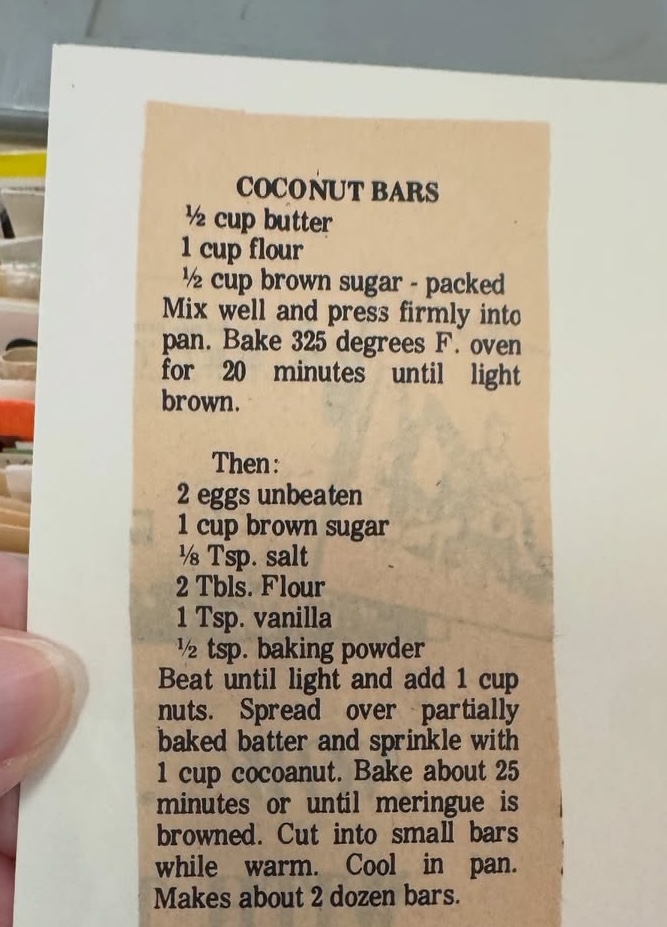 COCONUT BARS
½ cup butter
1 cup flour
½ cup brown sugar - packed
Mix well and press firmly into
pan. Bake 325 degrees F. oven
for 20 minutes until light
brown.
Then:
2 eggs unbeaten
1 cup brown sugar
⅛ Tsp. salt
2 Tbls. Flour
1 Tsp. vanilla
½ tsp. baking powder
Beat until light and add 1 cup
nuts. Spread over partially
baked batter and sprinkle with
1 cup cocoanut. Bake about 25
minutes or until meringue is
browned. Cut into small bars
while warm. Cool in pan.
Makes about 2 dozen bars.